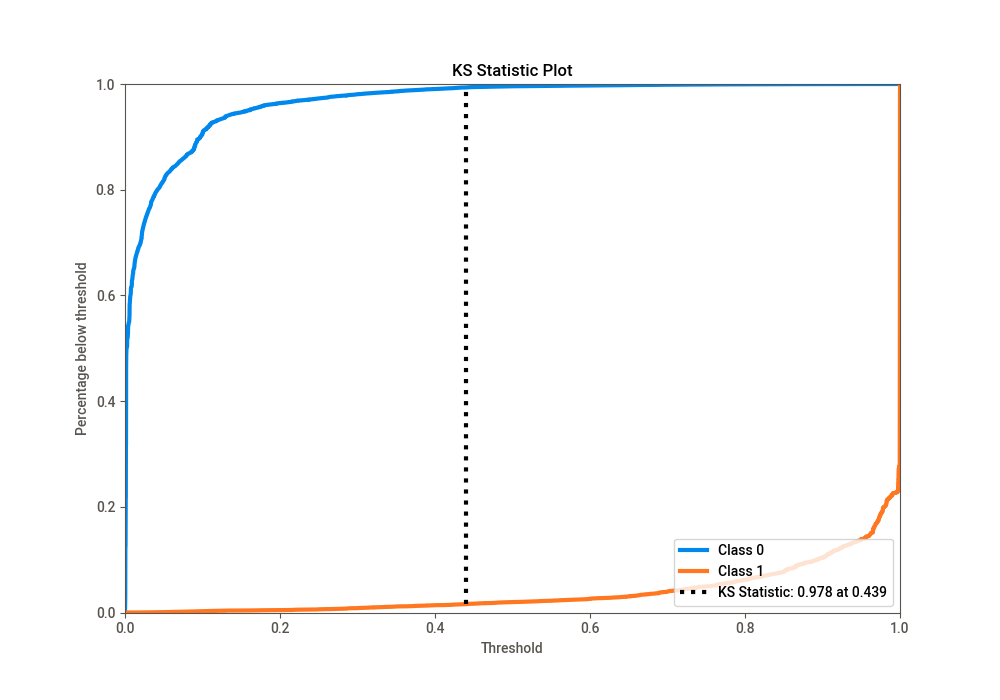 KS Statistic Plot
1.0
0.8
0.6
0.4
0.2
0.0
Percentage below threshold
0.0 0.2 0.4 0.6 0.8 1.0
Threshold
Class 0
Class 1
KS Statistic: 0.978 at 0.439